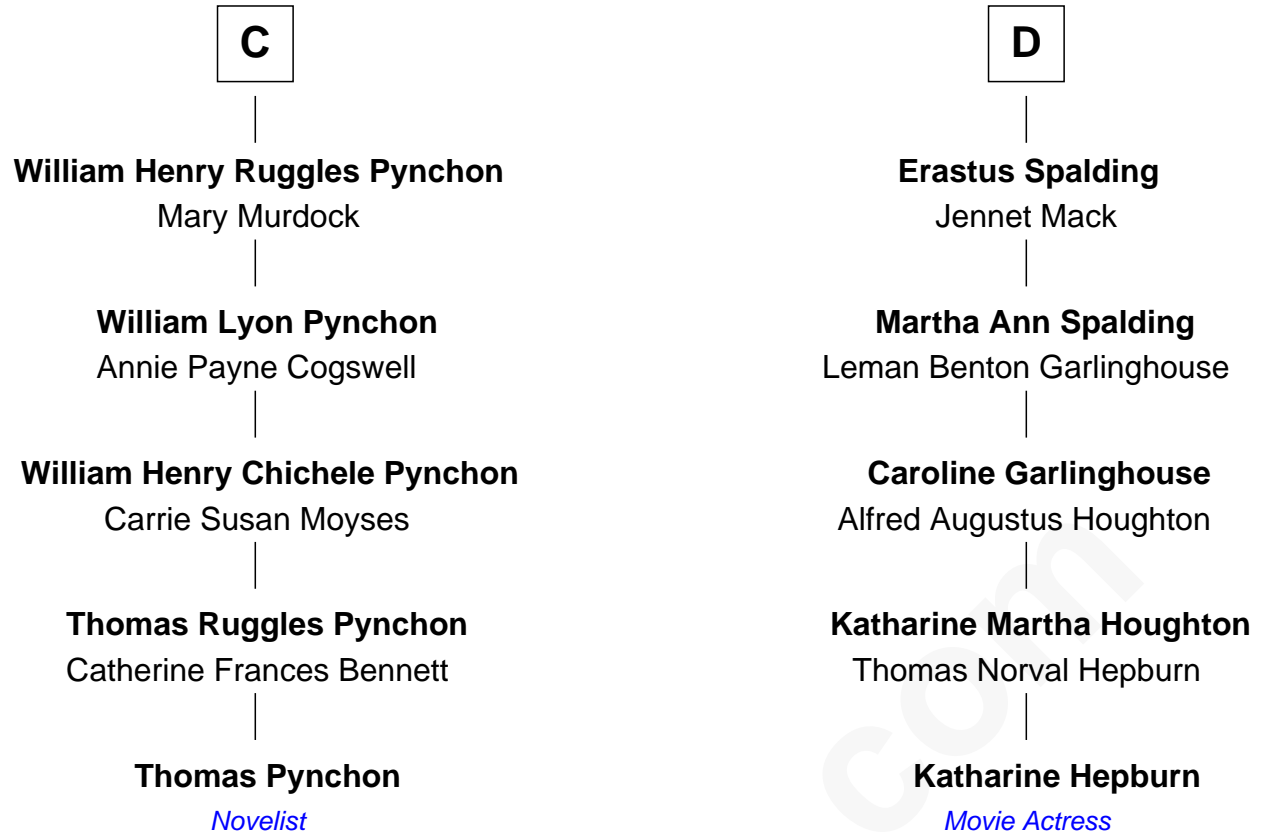 C
William Henry Ruggles Pynchon
Mary Murdock
William Lyon Pynchon
Annie Payne Cogswell
William Henry Chichele Pynchon
Carrie Susan Moyses
Thomas Ruggles Pynchon
Catherine Frances Bennett
Thomas Pynchon
Novelist
D
Erastus Spalding
Jennet Mack
Martha Ann Spalding
Leman Benton Garlinghouse
Caroline Garlinghouse
Alfred Augustus Houghton
Katharine Martha Houghton
Thomas Norval Hepburn
Katharine Hepburn
Movie Actress
com